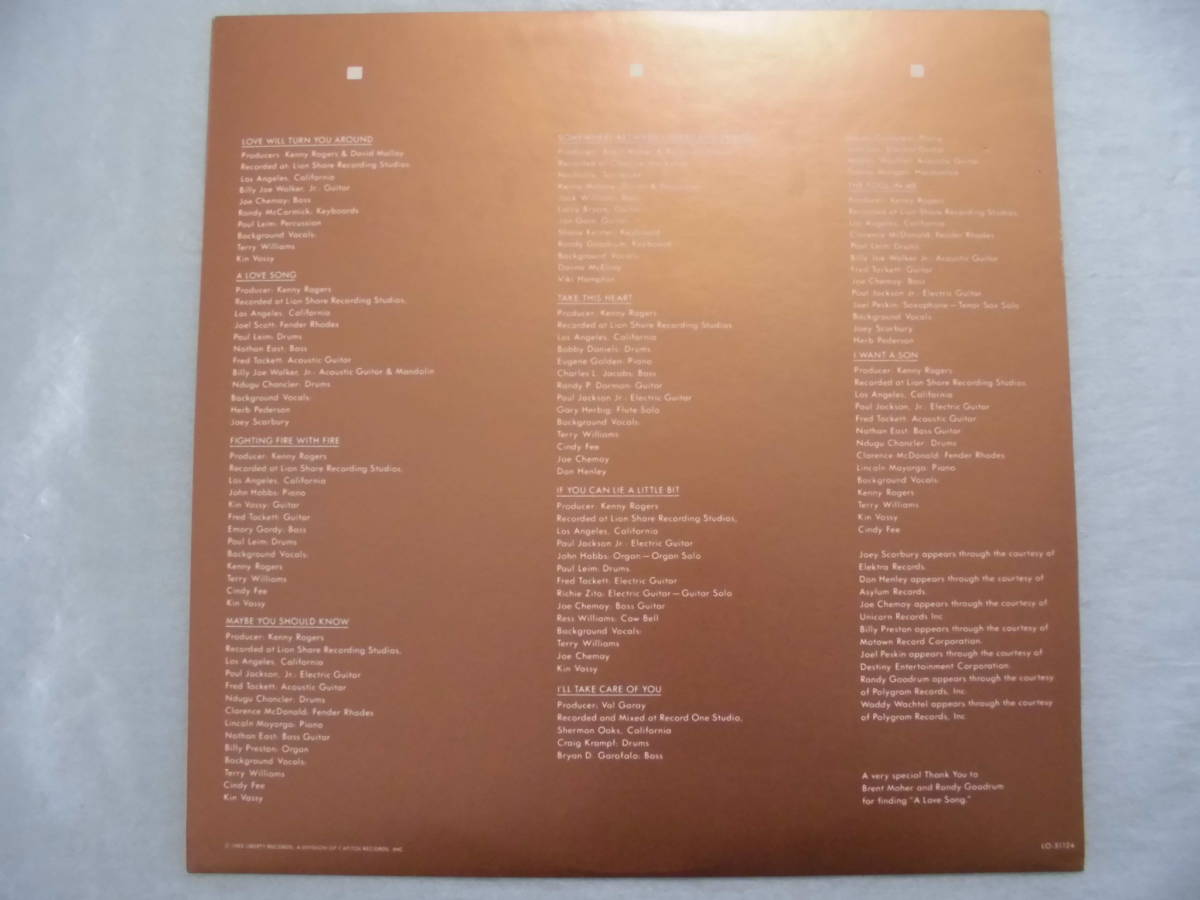 LOVE WILL TURN YOU AROUND
Producers: Kenny Rogers & David Malloy
Recorded at: Lion Share Recording Studios
Los Angeles, California
Billy Joe Walker, Jr.: Guitar
Joe Chemay: Bass
Randy McCormick, Keyboards
Paul Leim: Percussion
Background Vocals:
Terry Williams
Kin Vassy
A LOVE SONG
Producer: Kenny Rogers
Recorded at Lion Share Recording Studios,
Los Angeles, California
Joel Scott: Fender Rhodes
Paul Leim: Drums
Nathan East: Bass
Fred Tackett: Acoustic Guitar
Billy Joe Walker, Jr.: Acoustic Guitar & Mandolin
Ndugu Chancler: Drums
Background Vocals:
Herb Pederson
Joey Scarbury
FIGHTING FIRE WITH FIRE
Producer: Kenny Rogers
Recorded at Lion Share Recording Studios,
Los Angeles, California
John Hobbs: Piano
Kin Vassy: Guitar
Fred Tackett: Guitar
Emory Gordy: Bass
Paul Leim: Drums
Background Vocals:
Kenny Rogers
Terry Williams
Cindy Fee
Kin Vassy
MAYBE YOU SHOULD KNOW
Producer: Kenny Rogers
Recorded at Lion Share Recording Studios,
Los Angeles, California
Paul Jackson, Jr.: Electric Guitar
Fred Tackett: Acoustic Guitar
Ndugu Chancler: Drums
Clarence McDonald: Fender Rhodes
Lincoln Mayorga: Piano
Nathan East: Bass Guitar
Billy Preston: Organ
Background Vocals:
Terry Williams
Cindy Fee
Kin Vassy
© 1982 LIBERTY RECORDS, A DIVISION OF CAPITOL RECORDS, INC.
Background Vocals:
Donna McElroy
Viki Hampton
TAKE THIS HEART
Producer: Kenny Rogers
Recorded at Lion Share Recording Studios
Los Angeles, California
Bobby Daniels: Drums
Eugene Golden: Piano
Charles L. Jacobs: Bass
Randy P. Dorman: Guitar
Paul Jackson Jr.: Electric Guitar
Gary Herbig: Flute Solo
Background Vocals:
Terry Williams
Cindy Fee
Joe Chemay
Don Henley
IF YOU CAN LIE A LITTLE BIT
Producer: Kenny Rogers
Recorded at Lion Share Recording Studios,
Los Angeles, California
Paul Jackson Jr.: Electric Guitar
John Hobbs: Organ—Organ Solo
Paul Leim: Drums
Fred Tackett: Electric Guitar
Richie Zito: Electric Guitar—Guitar Solo
Joe Chemay: Bass Guitar
Ress Williams: Cow Bell
Background Vocals:
Terry Williams
Joe Chemay
Kin Vassy
I'LL TAKE CARE OF YOU
Producer: Val Garay
Recorded and Mixed at Record One Studio,
Sherman Oaks, California
Craig Krampf: Drums
Bryan D. Garofalo: Bass
THE FOOL IN ME
Producer: Kenny Rogers
Recorded at Lion Share Recording Studios,
Los Angeles, California
Clarence McDonald: Fender Rhodes
Paul Leim: Drums
Billy Joe Walker Jr.: Acoustic Guitar
Fred Tackett: Guitar
Joe Chemay: Bass
Paul Jackson Jr.: Electric Guitar
Joel Peskin: Saxophone—Tenor Sax Solo
Background Vocals
Joey Scarbury
Herb Pederson
I WANT A SON
Producer: Kenny Rogers
Recorded at Lion Share Recording Studios,
Los Angeles, California
Paul Jackson, Jr.: Electric Guitar
Fred Tackett: Acoustic Guitar
Nathan East: Bass Guitar
Ndugu Chancler: Drums
Clarence McDonald: Fender Rhodes
Lincoln Mayorga: Piano
Background Vocals:
Kenny Rogers
Terry Williams
Kin Vassy
Cindy Fee
Joey Scarbury appears through the courtesy of
Elektra Records.
Don Henley appears through the courtesy of
Asylum Records.
Joe Chemay appears through the courtesy of
Unicorn Records Inc.
Billy Preston appears through the courtesy of
Motown Record Corporation.
Joel Peskin appears through the courtesy of
Destiny Entertainment Corporation.
Randy Goodrum appears through the courtesy
of Polygram Records, Inc.
Waddy Wachtel appears through the courtesy
of Polygram Records, Inc.
A very special Thank You to
Brent Maher and Randy Goodrum
for finding "A Love Song."
LO-51124